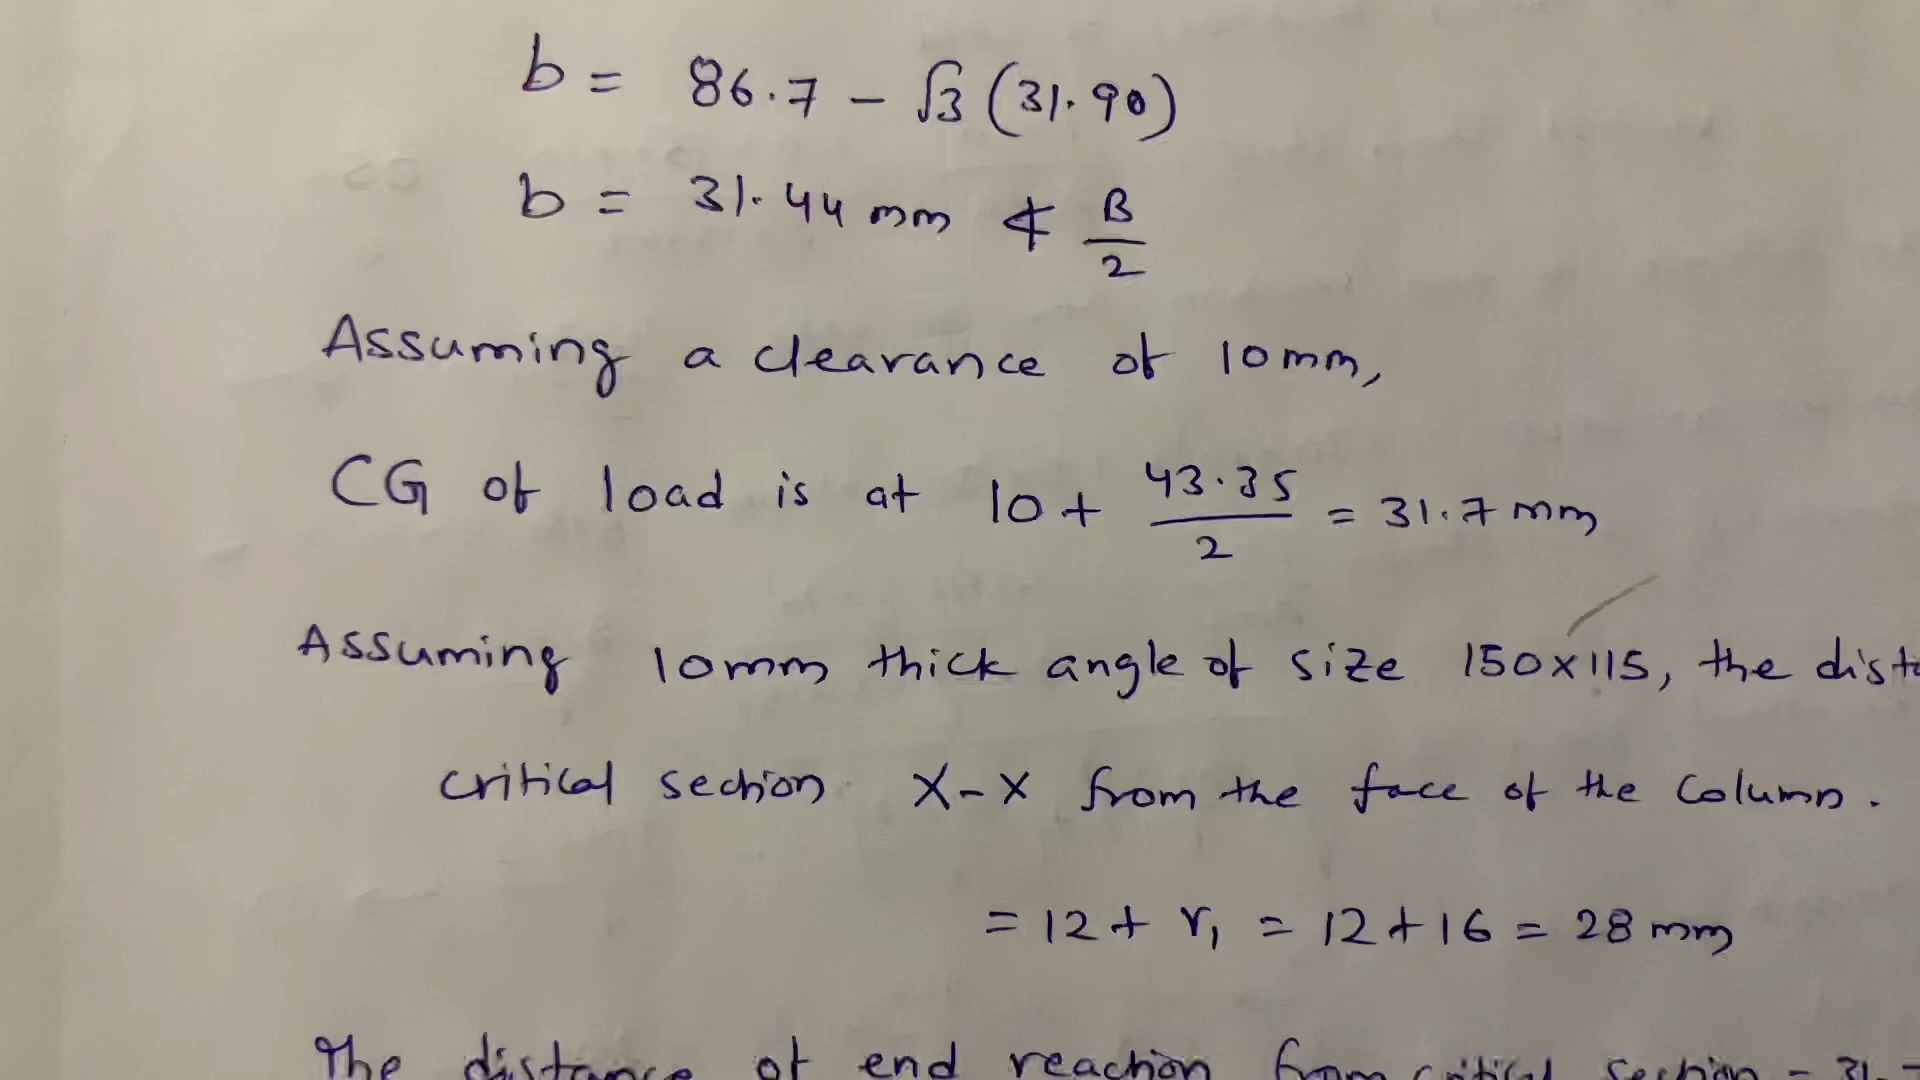 b = 86.7 - √3 (31.90)
b = 31.44 mm ≮ B/2
Assuming a clearance of 10mm,
CG of load is at 10 + 43.35/2 = 31.7 mm
Assuming 10mm thick angle of size 150x115, the dist
critical section X-X from the face of the column.
= 12 + r₁ = 12 + 16 = 28 mm
The distance of end reaction from critical section = 31.7